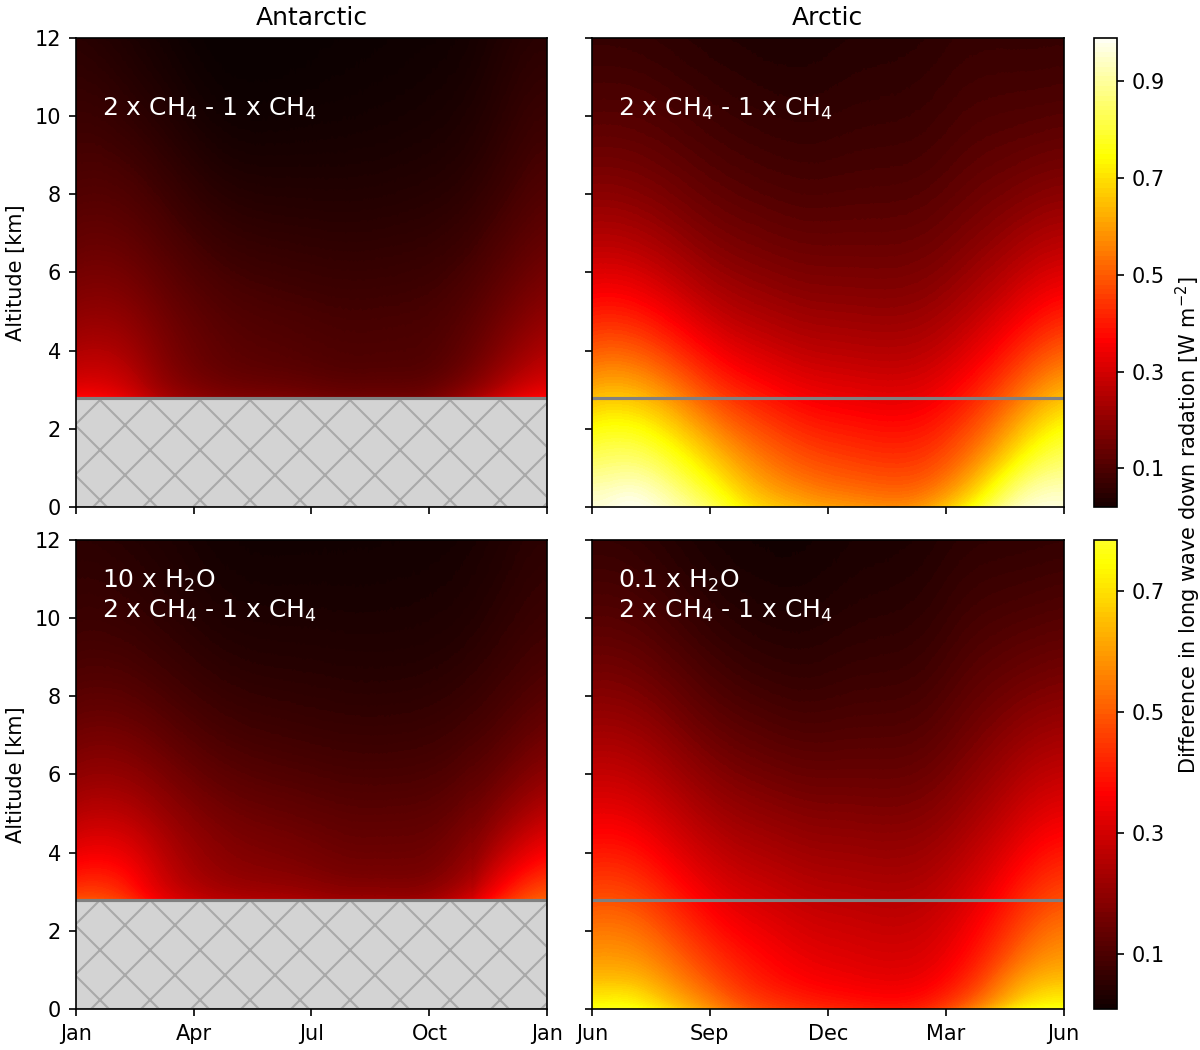 Antarctic
Arctic
12
10
8
6
4
2
0
Altitude [km]
2 x CH₄ - 1 x CH₄
2 x CH₄ - 1 x CH₄
0.9
0.7
0.5
0.3
0.1
Difference in long wave down radation [W m⁻²]
12
10
8
6
4
2
0
Altitude [km]
10 x H₂O
2 x CH₄ - 1 x CH₄
0.1 x H₂O
2 x CH₄ - 1 x CH₄
0.7
0.5
0.3
0.1
Jan Apr Jul Oct Jan
Jun Sep Dec Mar Jun